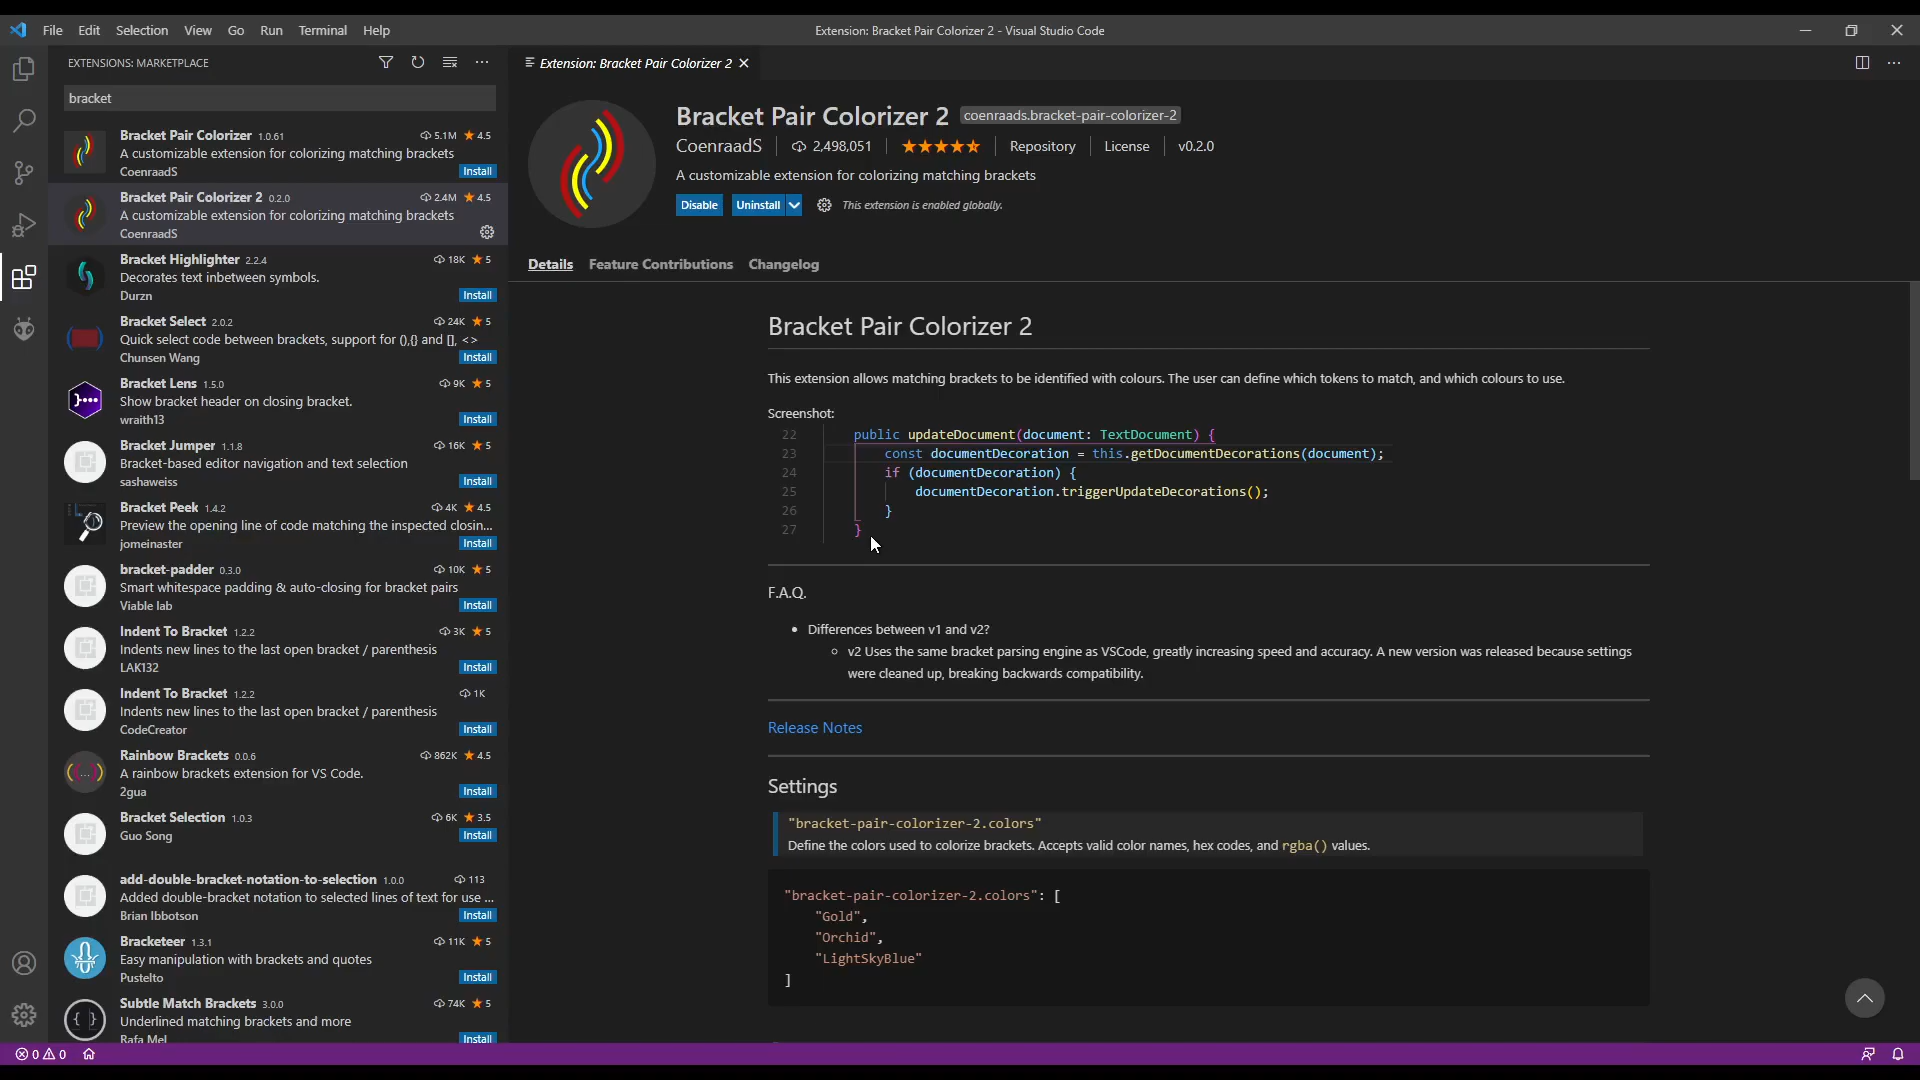 File Edit Selection View Go Run Terminal Help
Extension: Bracket Pair Colorizer 2 - Visual Studio Code
EXTENSIONS: MARKETPLACE
bracket
Bracket Pair Colorizer 1.0.61 5.1M 4.5
A customizable extension for colorizing matching brackets
CoenraadS Install
Bracket Pair Colorizer 2 0.2.0 2.4M 4.5
A customizable extension for colorizing matching brackets
CoenraadS
Bracket Highlighter 2.2.4 18K 5
Decorates text inbetween symbols.
Durzn Install
Bracket Select 2.0.2 24K 5
Quick select code between brackets, support for (),{} and [], <>
Chunsen Wang Install
Bracket Lens 1.5.0 9K 5
Show bracket header on closing bracket.
wraith13 Install
Bracket Jumper 1.1.8 16K 5
Bracket-based editor navigation and text selection
sashaweiss Install
Bracket Peek 1.4.2 4K 4.5
Preview the opening line of code matching the inspected closin...
jomeinaster Install
bracket-padder 0.3.0 10K 5
Smart whitespace padding & auto-closing for bracket pairs
Viable lab Install
Indent To Bracket 1.2.2 3K 5
Indents new lines to the last open bracket / parenthesis
LAK132 Install
Indent To Bracket 1.2.2 1K
Indents new lines to the last open bracket / parenthesis
CodeCreator Install
Rainbow Brackets 0.0.6 862K 4.5
A rainbow brackets extension for VS Code.
2gua Install
Bracket Selection 1.0.3 6K 3.5
Guo Song Install
add-double-bracket-notation-to-selection 1.0.0 113
Added double-bracket notation to selected lines of text for use ...
Brian Ibbotson Install
Bracketeer 1.3.1 11K 5
Easy manipulation with brackets and quotes
Pustelto Install
Subtle Match Brackets 3.0.0 74K 5
Underlined matching brackets and more
Rafa Mel Install
Extension: Bracket Pair Colorizer 2
Bracket Pair Colorizer 2 coenraads.bracket-pair-colorizer-2
CoenraadS 2,498,051 Repository License v0.2.0
A customizable extension for colorizing matching brackets
Disable Uninstall This extension is enabled globally.
Details Feature Contributions Changelog
Bracket Pair Colorizer 2
This extension allows matching brackets to be identified with colours. The user can define which tokens to match, and which colours to use.
Screenshot:
22 public updateDocument(document: TextDocument) {
23 const documentDecoration = this.getDocumentDecorations(document);
24 if (documentDecoration) {
25 documentDecoration.triggerUpdateDecorations();
26 }
27 }
F.A.Q.
• Differences between v1 and v2?
◦ v2 Uses the same bracket parsing engine as VSCode, greatly increasing speed and accuracy. A new version was released because settings
were cleaned up, breaking backwards compatibility.
Release Notes
Settings
"bracket-pair-colorizer-2.colors"
Define the colors used to colorize brackets. Accepts valid color names, hex codes, and rgba() values.
"bracket-pair-colorizer-2.colors": [
"Gold",
"Orchid",
"LightSkyBlue"
]
0 0